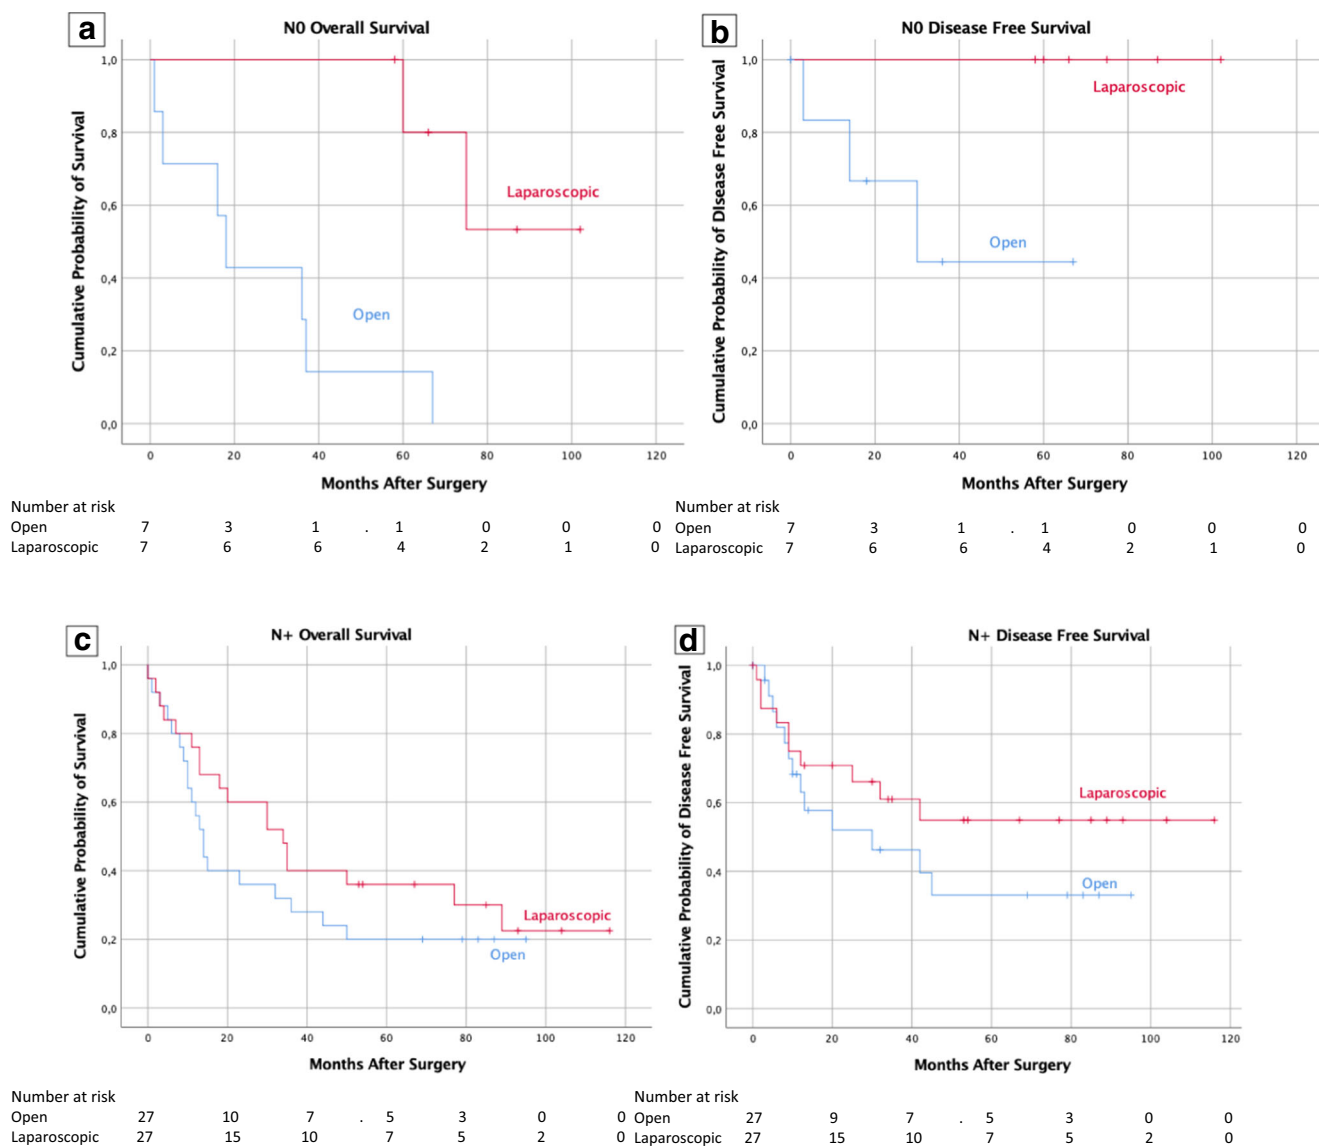 a
N0 Overall Survival
Cumulative Probability of Survival
1,0
0,8
0,6
0,4
0,2
0,0
Laparoscopic
Open
0 20 40 60 80 100 120
Months After Surgery
Number at risk
Open 7 3 1 . 1 0 0 0
Laparoscopic 7 6 6 4 2 1 0
b
N0 Disease Free Survival
Cumulative Probability of DIsease Free Survival
1,0
0,8
0,6
0,4
0,2
0,0
Laparoscopic
Open
0 20 40 60 80 100 120
Months After Surgery
Number at risk
Open 7 3 1 . 1 0 0 0
Laparoscopic 7 6 6 4 2 1 0
c
N+ Overall Survival
Cumulative Probability of Survival
1,0
0,8
0,6
0,4
0,2
0,0
Laparoscopic
Open
0 20 40 60 80 100 120
Months After Surgery
Number at risk
Open 27 10 7 . 5 3 0 0
Laparoscopic 27 15 10 7 5 2 0
d
N+ Disease Free Survival
Cumulative Probability of Disease Free Survival
1,0
0,8
0,6
0,4
0,2
0,0
Laparoscopic
Open
0 20 40 60 80 100 120
Months After Surgery
Number at risk
Open 27 9 7 . 5 3 0 0
Laparoscopic 27 15 10 7 5 2 0